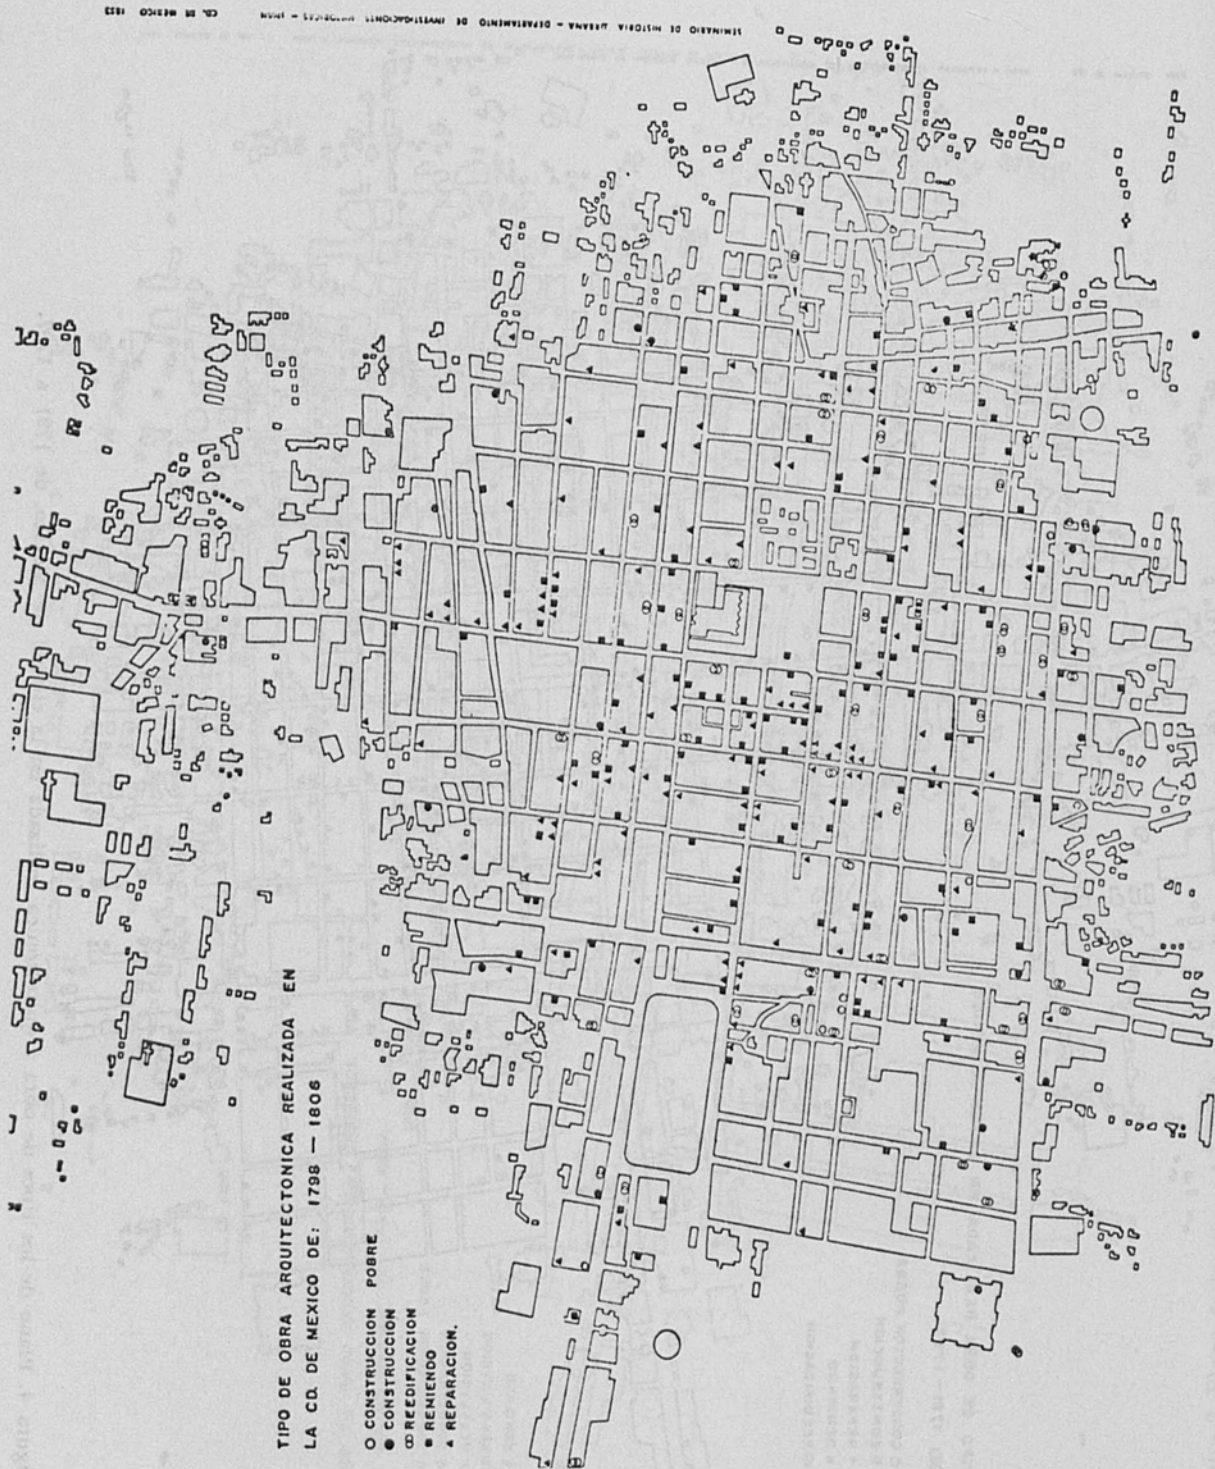 TIPO DE OBRA ARQUITECTONICA REALIZADA EN
LA CD. DE MEXICO DE: 1798 — 1806
CONSTRUCCION POBRE
CONSTRUCCION
REEDIFICACION
REMIENDO
REPARACION.
SEMINARIO DE HISTORIA URBANA - DEPARTAMENTO DE INVESTIGACIONES HISTORICAS - INAH
CD. DE MEXICO